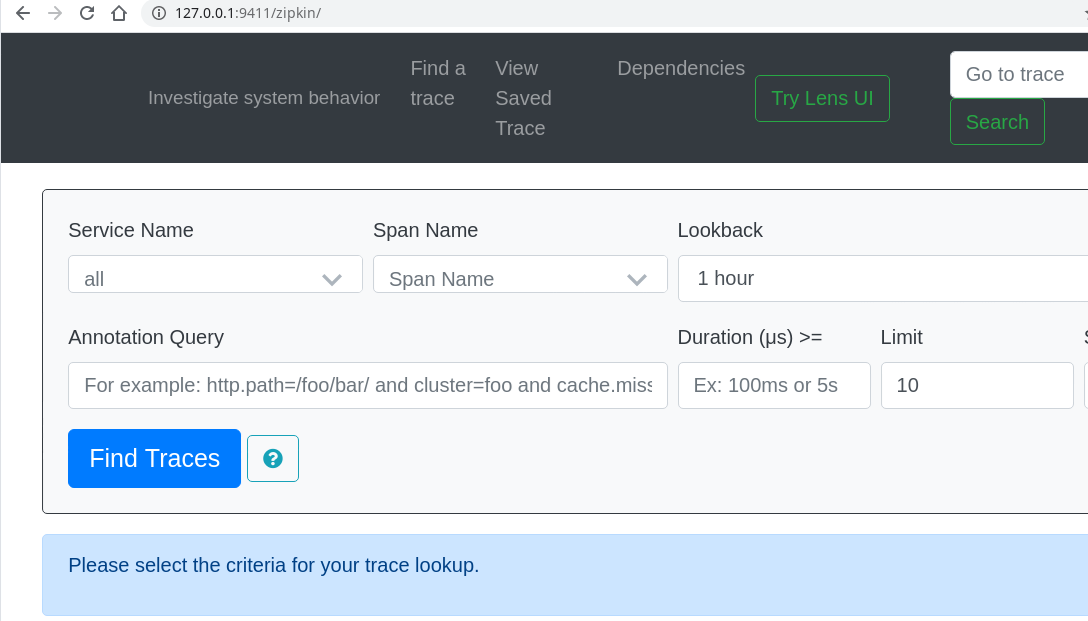 127.0.0.1:9411/zipkin/
Investigate system behavior
Find a
trace
View
Saved
Trace
Dependencies
Try Lens UI
Go to trace
Search
Service Name
Span Name
Lookback
all
Span Name
1 hour
Annotation Query
Duration (μs) >=
Limit
For example: http.path=/foo/bar/ and cluster=foo and cache.miss
Ex: 100ms or 5s
10
Find Traces
?
Please select the criteria for your trace lookup.